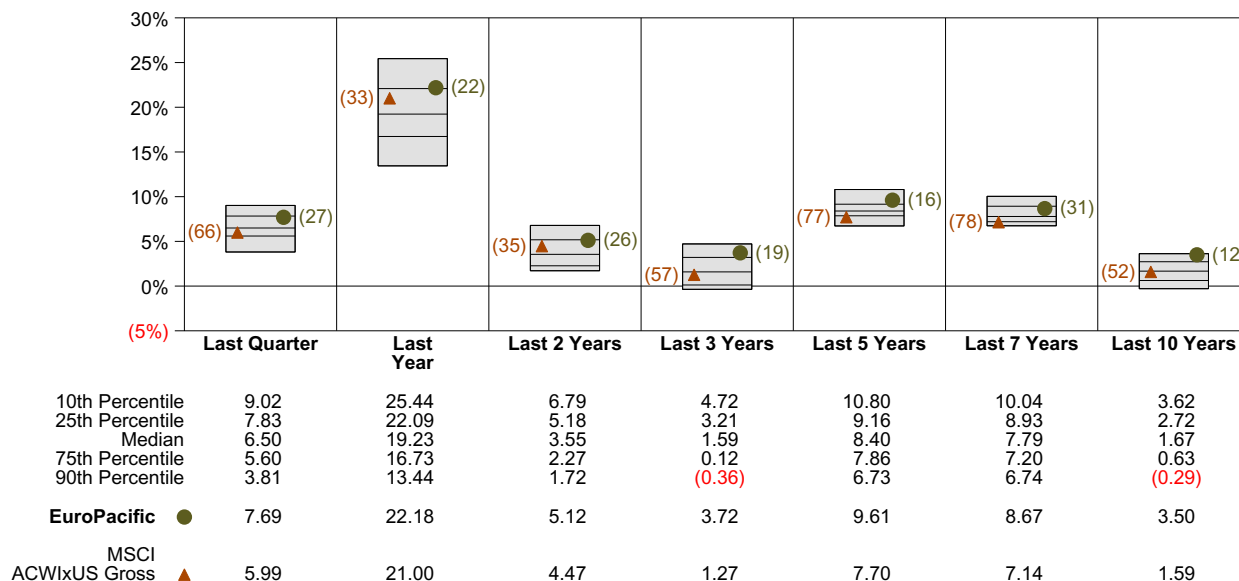 30%
25%
20%
15%
10%
5%
0%
(5%)
(66) (27)
(33) (22)
(35) (26)
(57) (19)
(77) (16)
(78) (31)
(52) (12
Last Quarter Last Year Last 2 Years Last 3 Years Last 5 Years Last 7 Years Last 10 Years
10th Percentile 9.02 25.44 6.79 4.72 10.80 10.04 3.62
25th Percentile 7.83 22.09 5.18 3.21 9.16 8.93 2.72
Median 6.50 19.23 3.55 1.59 8.40 7.79 1.67
75th Percentile 5.60 16.73 2.27 0.12 7.86 7.20 0.63
90th Percentile 3.81 13.44 1.72 (0.36) 6.73 6.74 (0.29)
EuroPacific 7.69 22.18 5.12 3.72 9.61 8.67 3.50
MSCI
ACWIxUS Gross 5.99 21.00 4.47 1.27 7.70 7.14 1.59